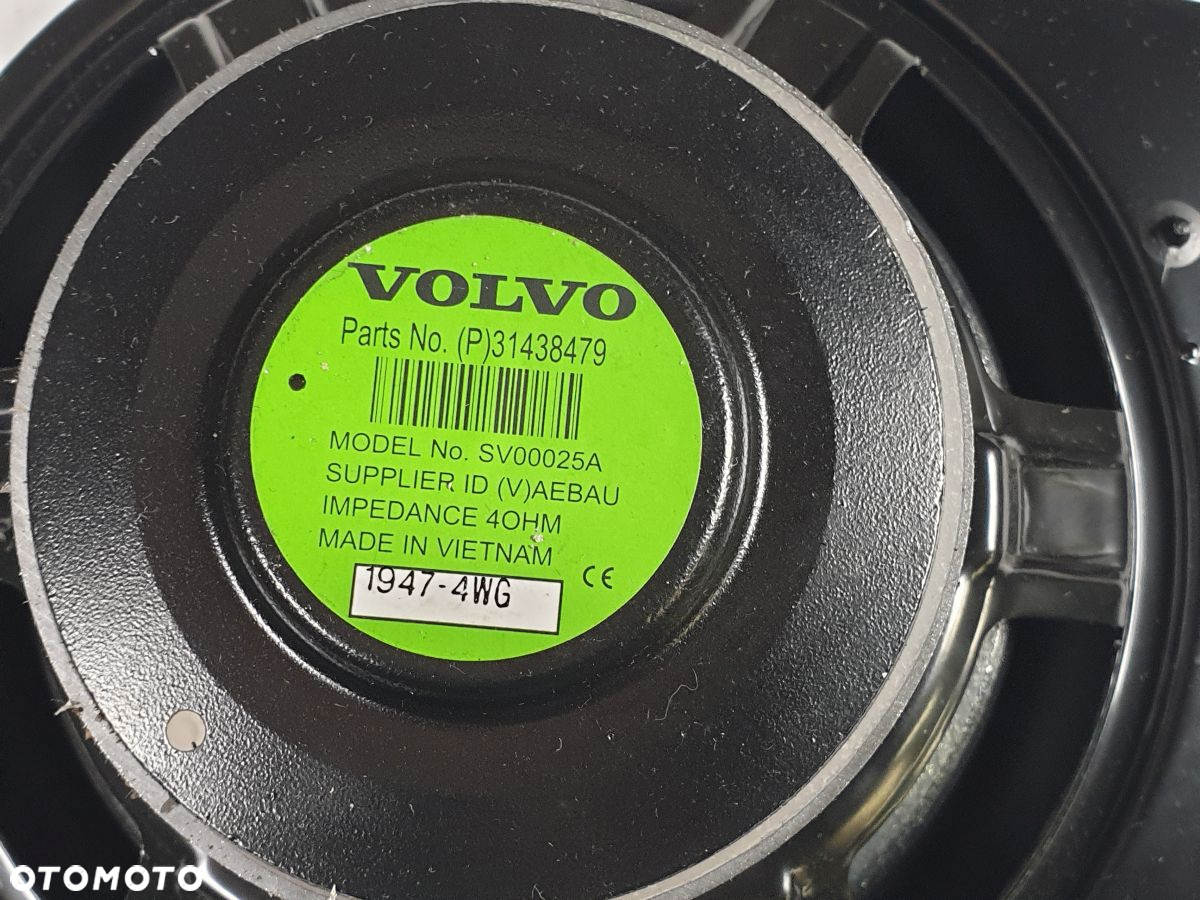 VOLVO
Parts No. (P)31438479
MODEL No. SV00025A
SUPPLIER ID (V)AEBAU
IMPEDANCE 4OHM
MADE IN VIETNAM
1947-4WG
CE
OTOMOTO